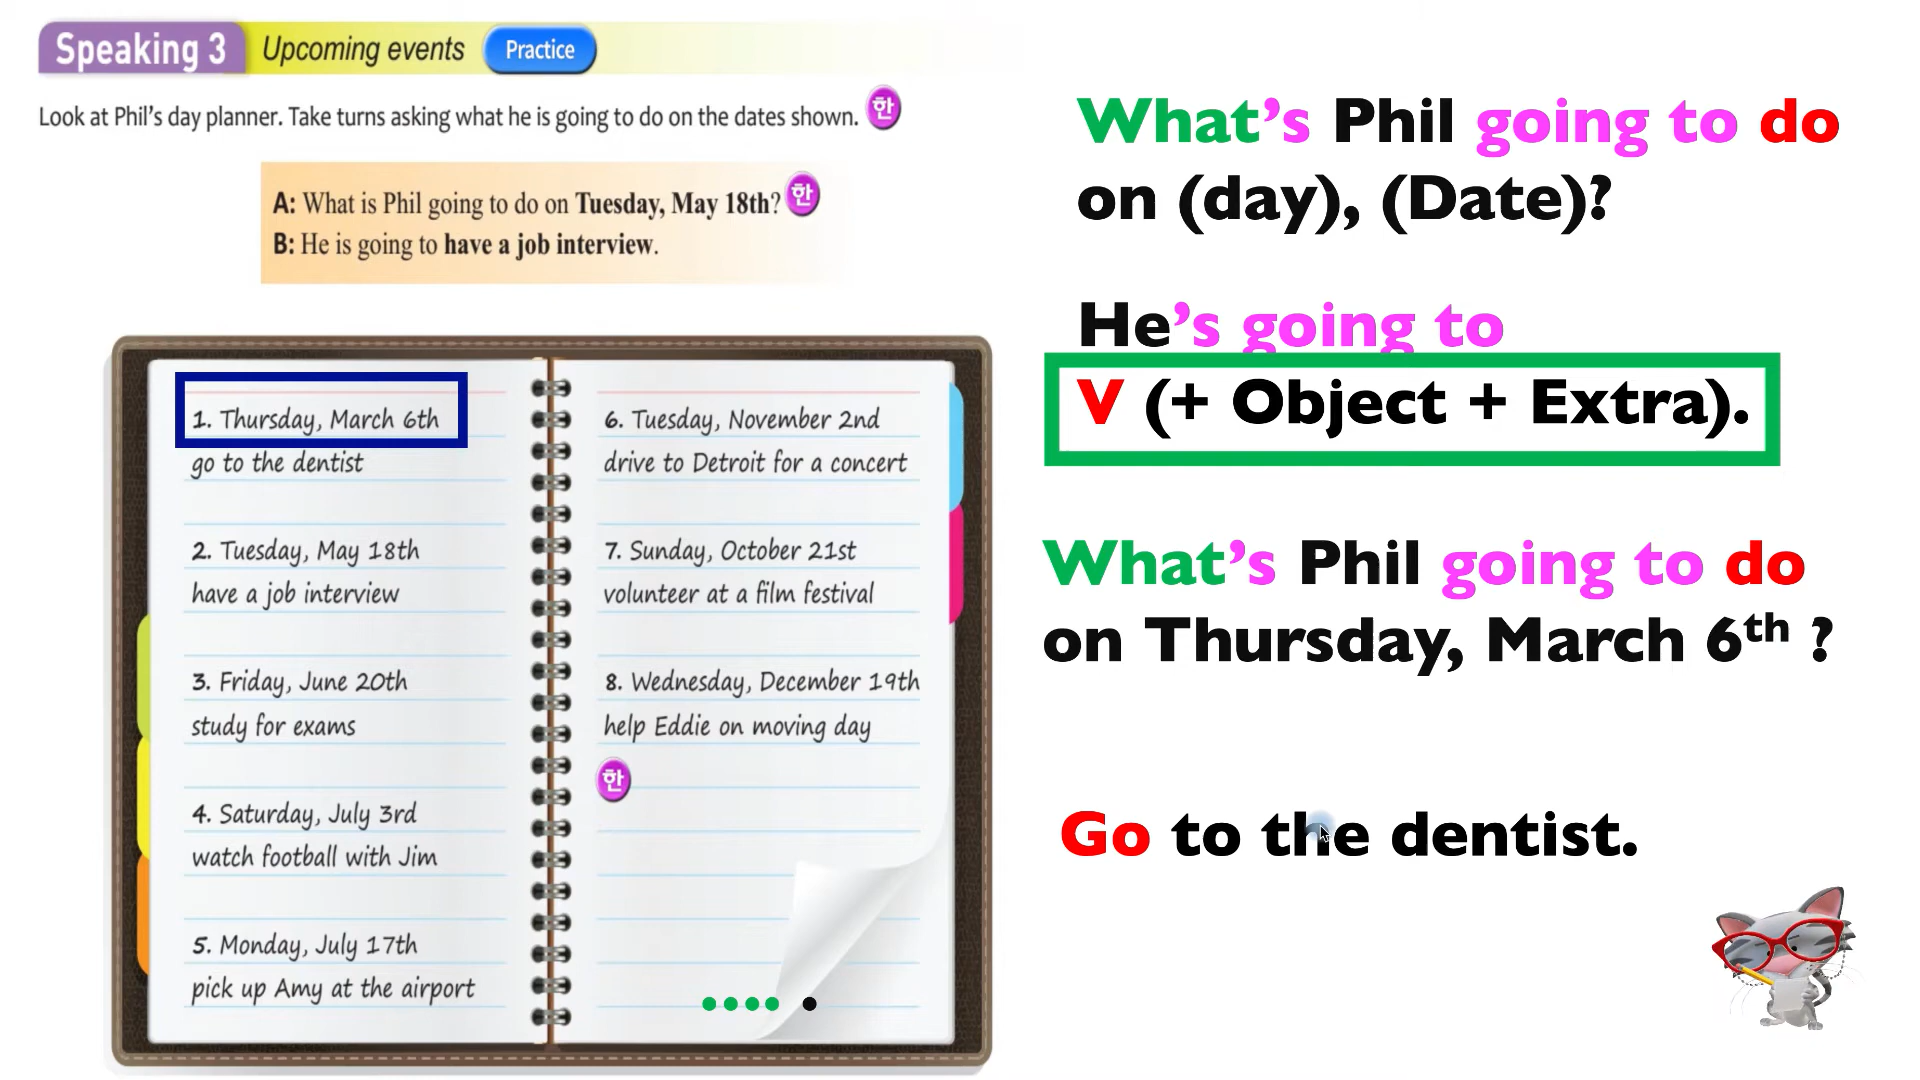 Speaking 3 Upcoming events Practice
Look at Phil's day planner. Take turns asking what he is going to do on the dates shown. 한
A: What is Phil going to do on Tuesday, May 18th? 한
B: He is going to have a job interview.
1. Thursday, March 6th
go to the dentist
2. Tuesday, May 18th
have a job interview
3. Friday, June 20th
study for exams
4. Saturday, July 3rd
watch football with Jim
5. Monday, July 17th
pick up Amy at the airport
6. Tuesday, November 2nd
drive to Detroit for a concert
7. Sunday, October 21st
volunteer at a film festival
8. Wednesday, December 19th
help Eddie on moving day
한
What's Phil going to do
on (day), (Date)?
He's going to
V (+ Object + Extra).
What's Phil going to do
on Thursday, March 6th ?
Go to the dentist.